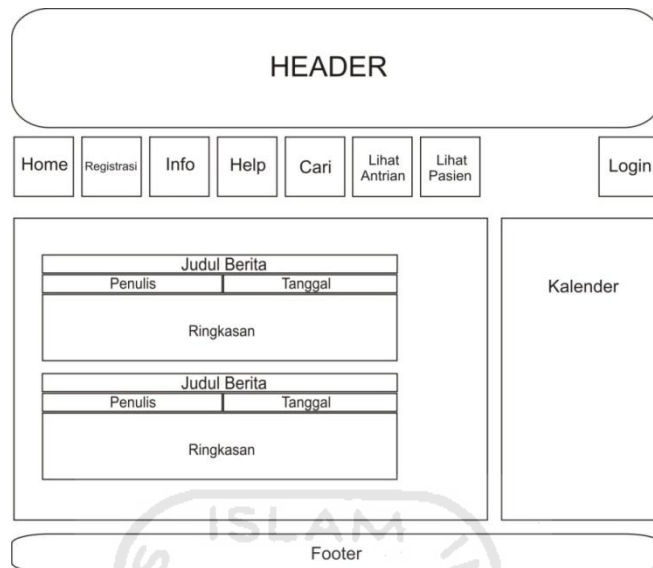 HEADER
Home
Registrasi
Info
Help
Cari
Lihat
Antrian
Lihat
Pasien
Login
Judul Berita
Penulis
Tanggal
Ringkasan
Judul Berita
Penulis
Tanggal
Ringkasan
Kalender
ISLAM
Footer